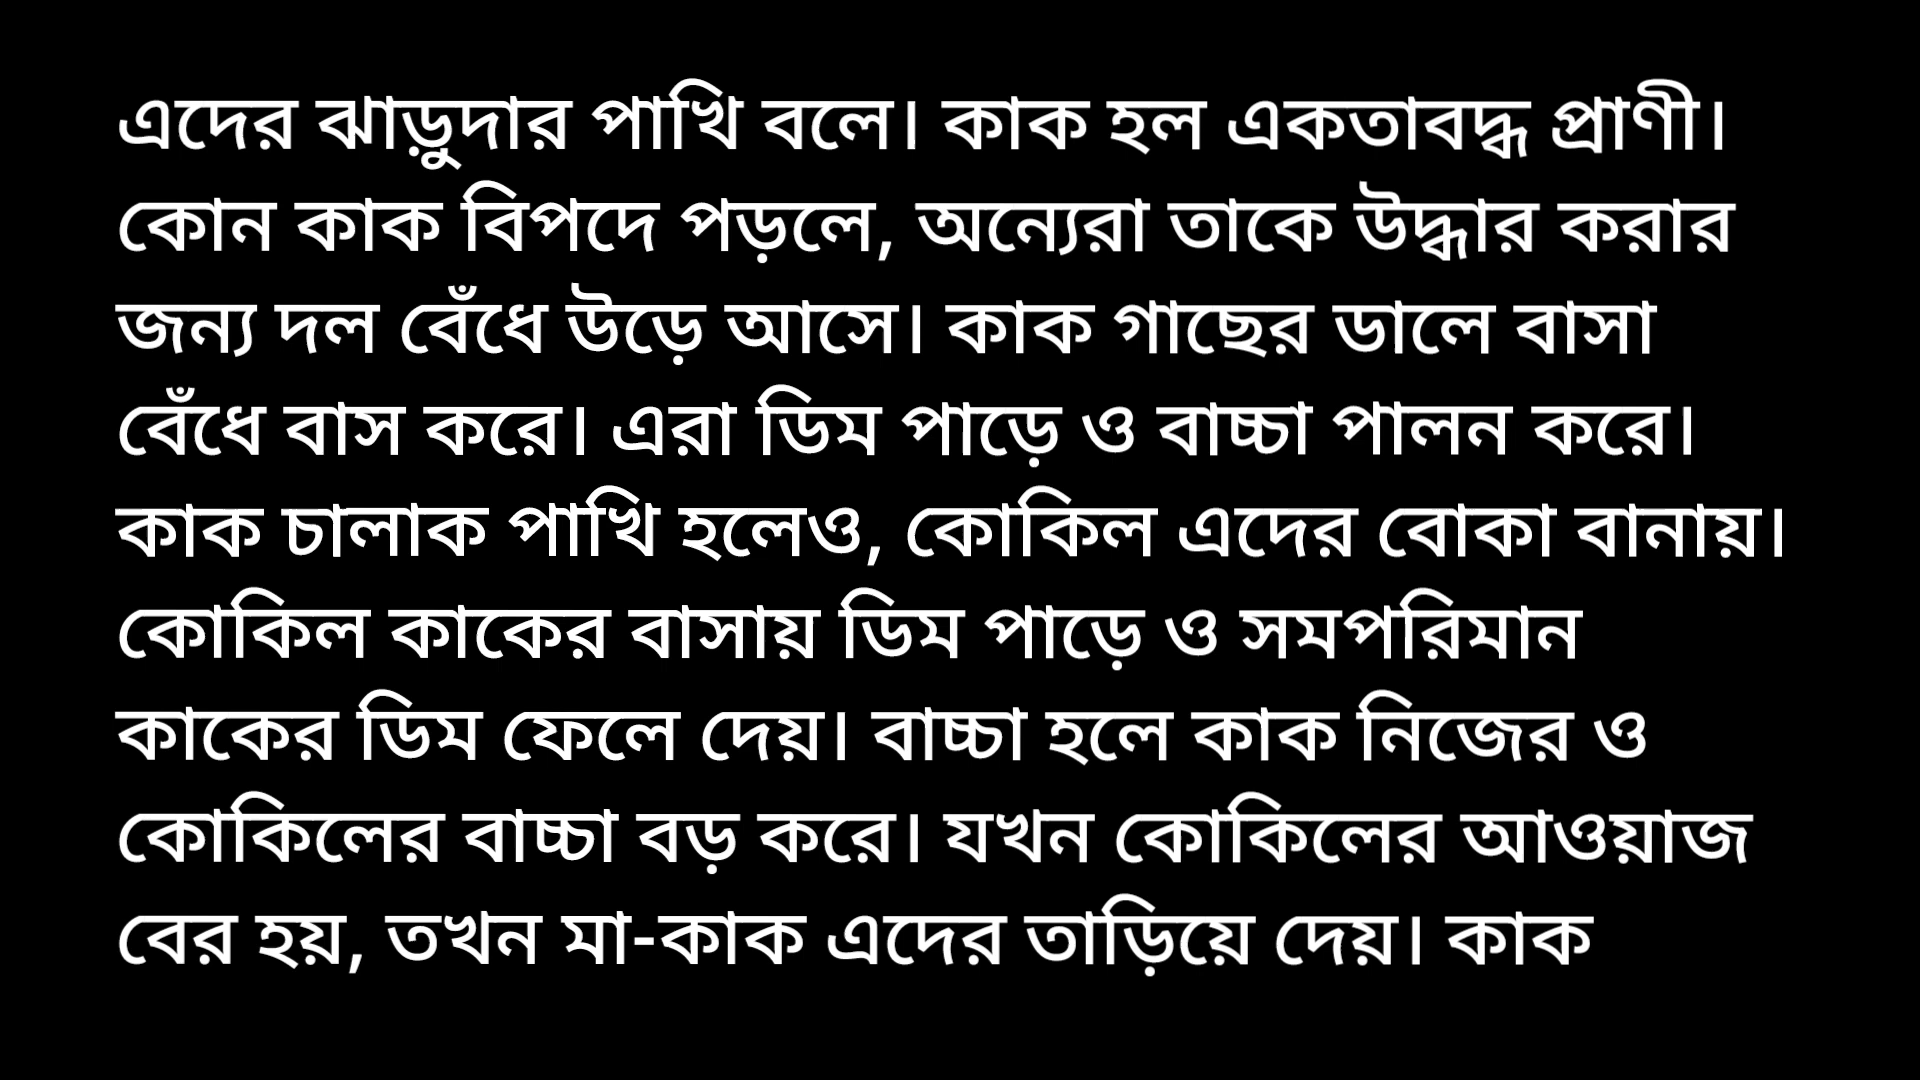 এদের ঝাড়ুদার পাখি বলে। কাক হল একতাবদ্ধ প্রাণী।
কোন কাক বিপদে পড়লে, অন্যেরা তাকে উদ্ধার করার
জন্য দল বেঁধে উড়ে আসে। কাক গাছের ডালে বাসা
বেঁধে বাস করে। এরা ডিম পাড়ে ও বাচ্চা পালন করে।
কাক চালাক পাখি হলেও, কোকিল এদের বোকা বানায়।
কোকিল কাকের বাসায় ডিম পাড়ে ও সমপরিমান
কাকের ডিম ফেলে দেয়। বাচ্চা হলে কাক নিজের ও
কোকিলের বাচ্চা বড় করে। যখন কোকিলের আওয়াজ
বের হয়, তখন মা-কাক এদের তাড়িয়ে দেয়। কাক